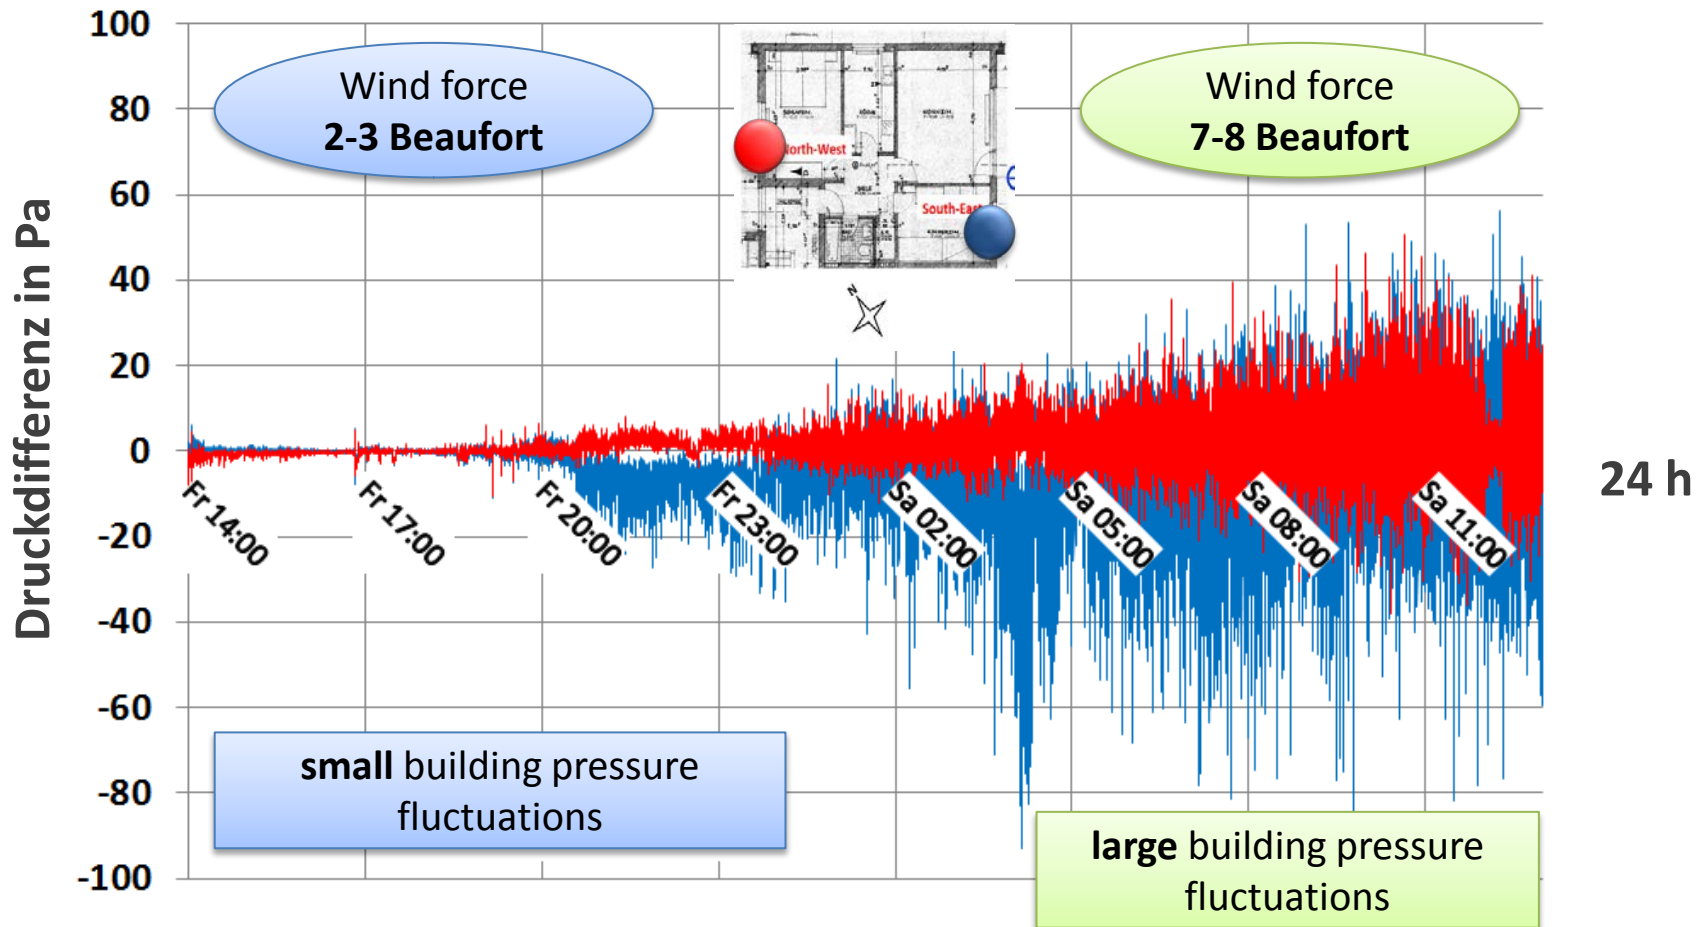 Wind force
2-3 Beaufort
Wind force
7-8 Beaufort
Druckdifferenz in Pa
100
80
60
40
20
0
-20
-40
-60
-80
-100
North-West
South-East
N
Fr 14:00
Fr 17:00
Fr 20:00
Fr 23:00
Sa 02:00
Sa 05:00
Sa 08:00
Sa 11:00
24 h
small building pressure
fluctuations
large building pressure
fluctuations